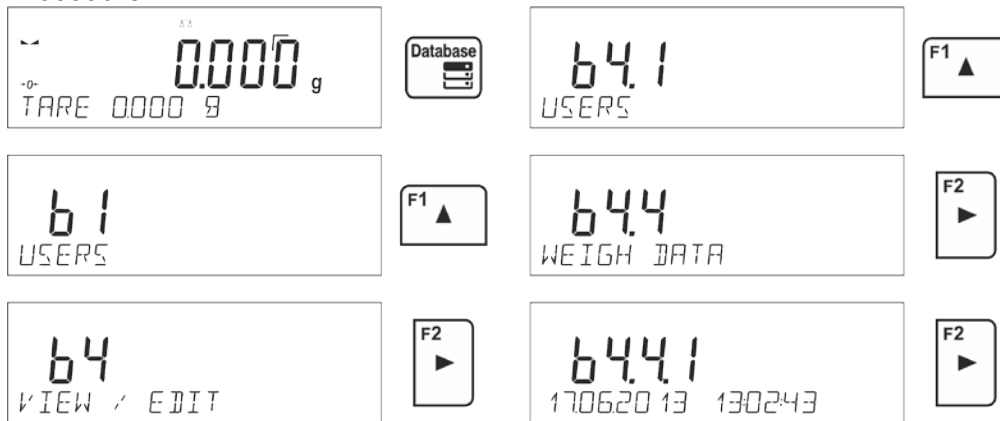 0.000 g
TARE 0.000 g
Database
b1
USERS
F1
b4
VIEW / EDIT
F2
b4.1
USERS
F1
b4.4
WEIGH DATA
F2
b4.4.1
17.06.2013 13:02:43
F2